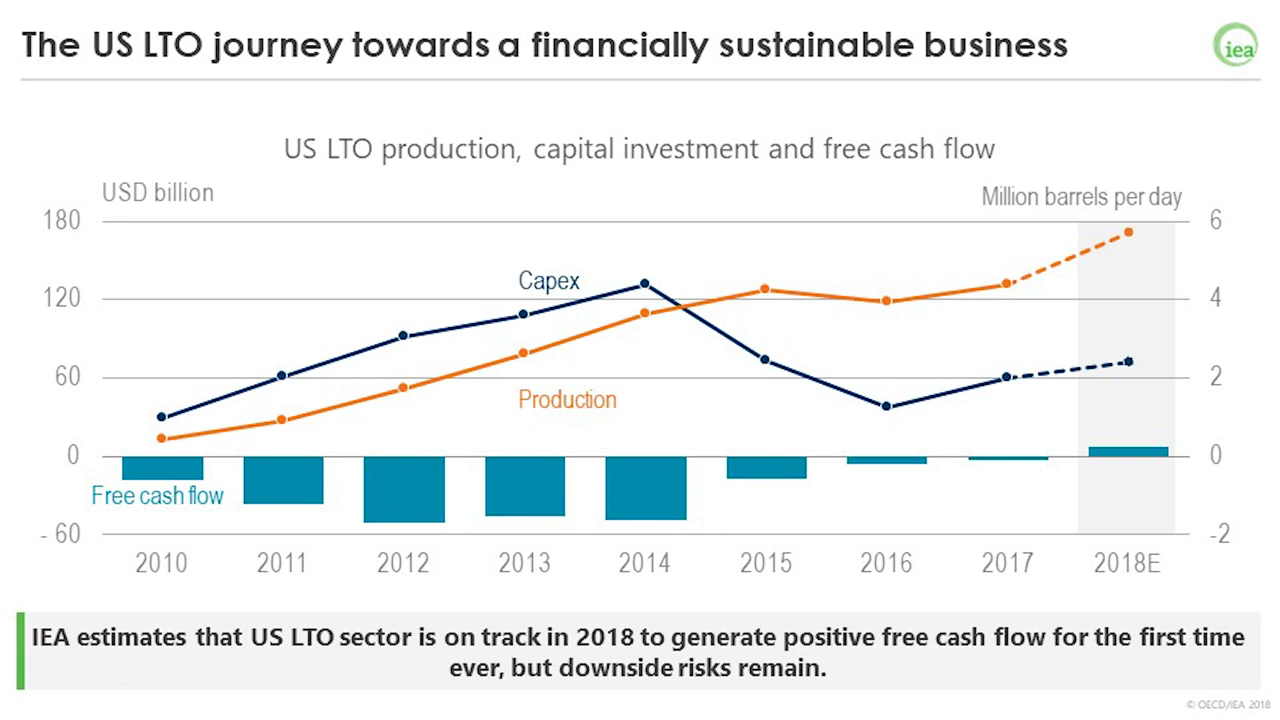 The US LTO journey towards a financially sustainable business
iea
US LTO production, capital investment and free cash flow
USD billion
Million barrels per day
180
6
Capex
120
4
60
2
Production
0
0
Free cash flow
- 60
-2
2010 2011 2012 2013 2014 2015 2016 2017 2018E
IEA estimates that US LTO sector is on track in 2018 to generate positive free cash flow for the first time
ever, but downside risks remain.
© OECD/IEA 2018